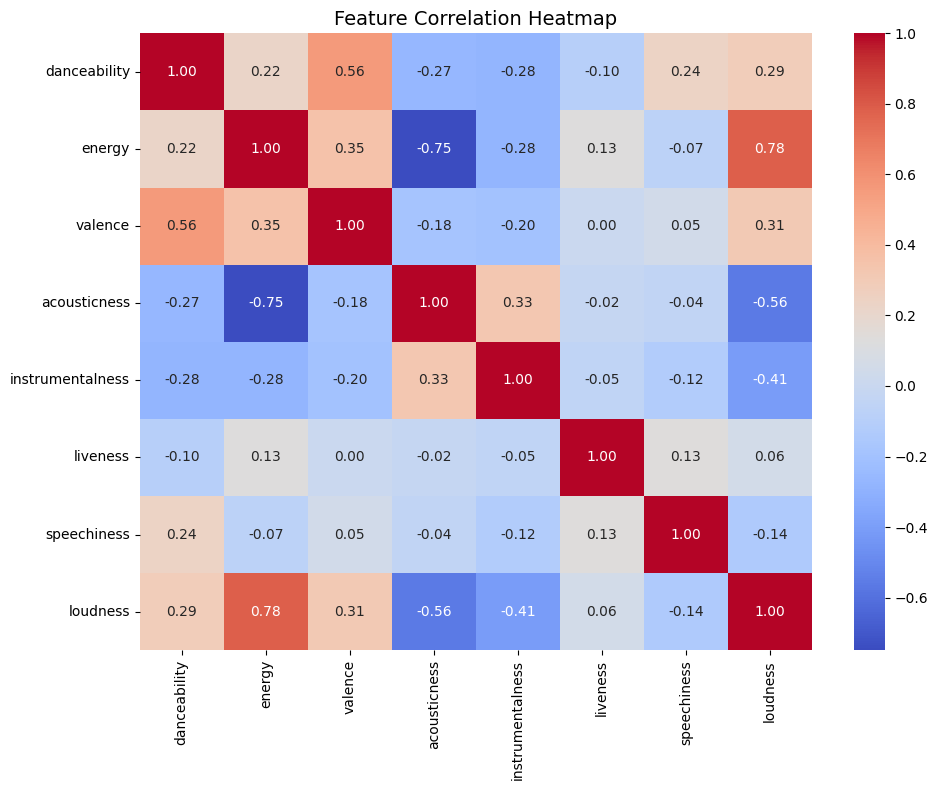 Feature Correlation Heatmap
danceability 1.00 0.22 0.56 -0.27 -0.28 -0.10 0.24 0.29
energy 0.22 1.00 0.35 -0.75 -0.28 0.13 -0.07 0.78
valence 0.56 0.35 1.00 -0.18 -0.20 0.00 0.05 0.31
acousticness -0.27 -0.75 -0.18 1.00 0.33 -0.02 -0.04 -0.56
instrumentalness -0.28 -0.28 -0.20 0.33 1.00 -0.05 -0.12 -0.41
liveness -0.10 0.13 0.00 -0.02 -0.05 1.00 0.13 0.06
speechiness 0.24 -0.07 0.05 -0.04 -0.12 0.13 1.00 -0.14
loudness 0.29 0.78 0.31 -0.56 -0.41 0.06 -0.14 1.00
danceability
energy
valence
acousticness
instrumentalness
liveness
speechiness
loudness
1.0
0.8
0.6
0.4
0.2
0.0
−0.2
−0.4
−0.6